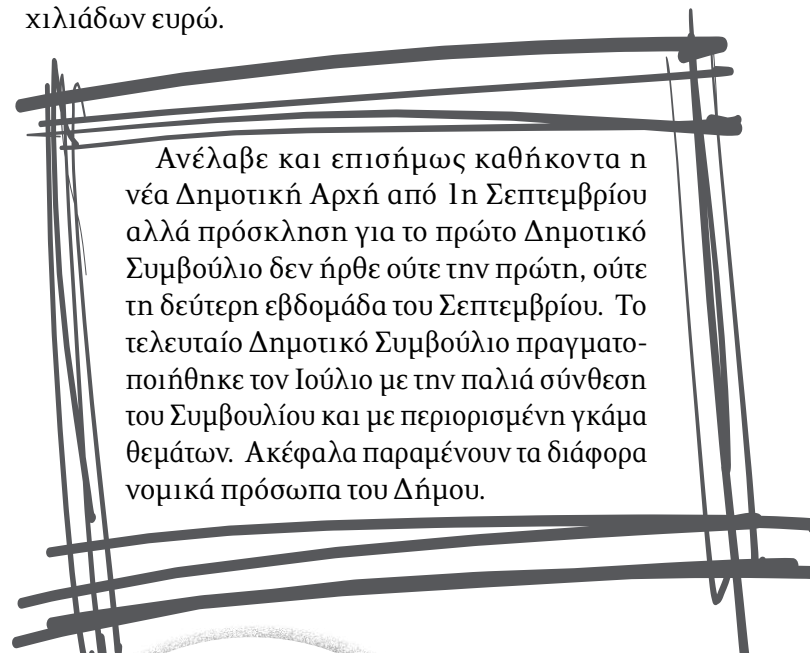 χιλιάδων ευρώ.
Ανέλαβε και επισήμως καθήκοντα η
νέα Δημοτική Αρχή από 1η Σεπτεμβρίου
αλλά πρόσκληση για το πρώτο Δημοτικό
Συμβούλιο δεν ήρθε ούτε την πρώτη, ούτε
τη δεύτερη εβδομάδα του Σεπτεμβρίου. Το
τελευταίο Δημοτικό Συμβούλιο πραγματο-
ποιήθηκε τον Ιούλιο με την παλιά σύνθεση
του Συμβουλίου και με περιορισμένη γκάμα
θεμάτων. Ακέφαλα παραμένουν τα διάφορα
νομικά πρόσωπα του Δήμου.